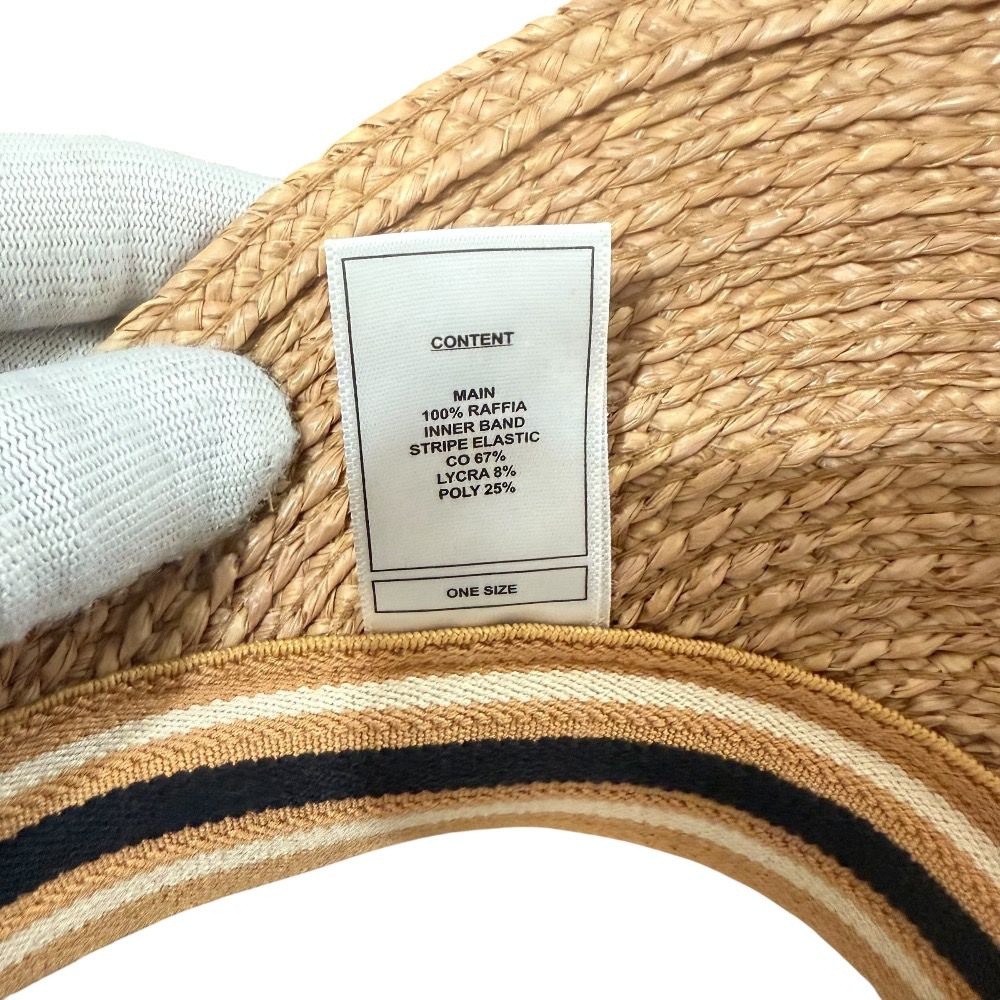 CONTENT
MAIN
100% RAFFIA
INNER BAND
STRIPE ELASTIC
CO 67%
LYCRA 8%
POLY 25%
ONE SIZE